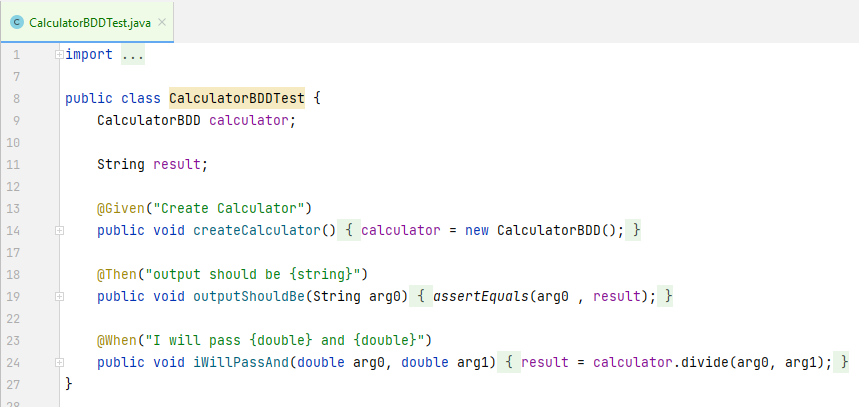 C CalculatorBDDTest.java ×
1 import ...
7
8 public class CalculatorBDDTest {
9 CalculatorBDD calculator;
10
11 String result;
12
13 @Given("Create Calculator")
14 public void createCalculator() { calculator = new CalculatorBDD(); }
17
18 @Then("output should be {string}")
19 public void outputShouldBe(String arg0) { assertEquals(arg0 , result); }
22
23 @When("I will pass {double} and {double}")
24 public void iWillPassAnd(double arg0, double arg1) { result = calculator.divide(arg0, arg1); }
27 }
28